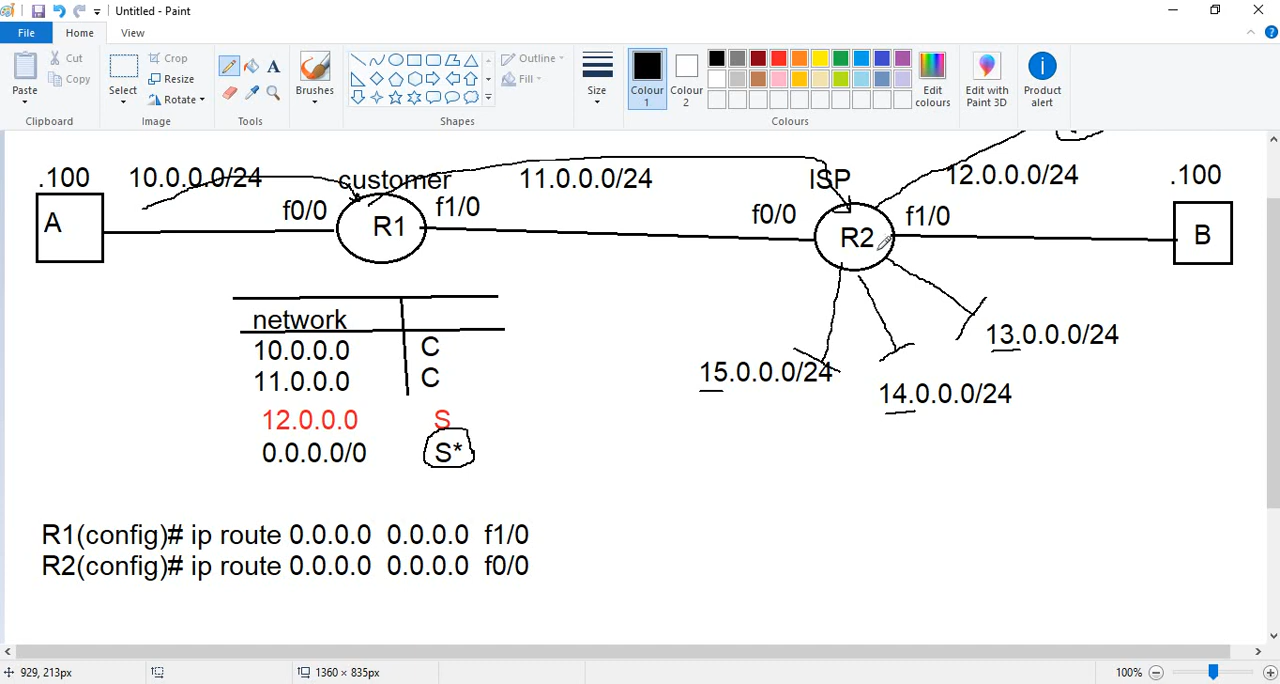 Untitled - Paint
File Home View
Cut
Copy
Paste
Clipboard
Crop
Resize
Rotate
Select
Image
A
Tools
Brushes
Outline
Fill
Shapes
Size
Colour 1
Colour 2
Edit colours
Colours
Edit with Paint 3D
Product alert
.100 10.0.0.0/24 customer 11.0.0.0/24 ISP 12.0.0.0/24 .100
A f0/0 R1 f1/0 f0/0 R2 f1/0 B
network
10.0.0.0 C
11.0.0.0 C
12.0.0.0 S
0.0.0.0/0 S*
13.0.0.0/24
15.0.0.0/24
14.0.0.0/24
R1(config)# ip route 0.0.0.0 0.0.0.0 f1/0
R2(config)# ip route 0.0.0.0 0.0.0.0 f0/0
929, 213px 1360 × 835px 100%